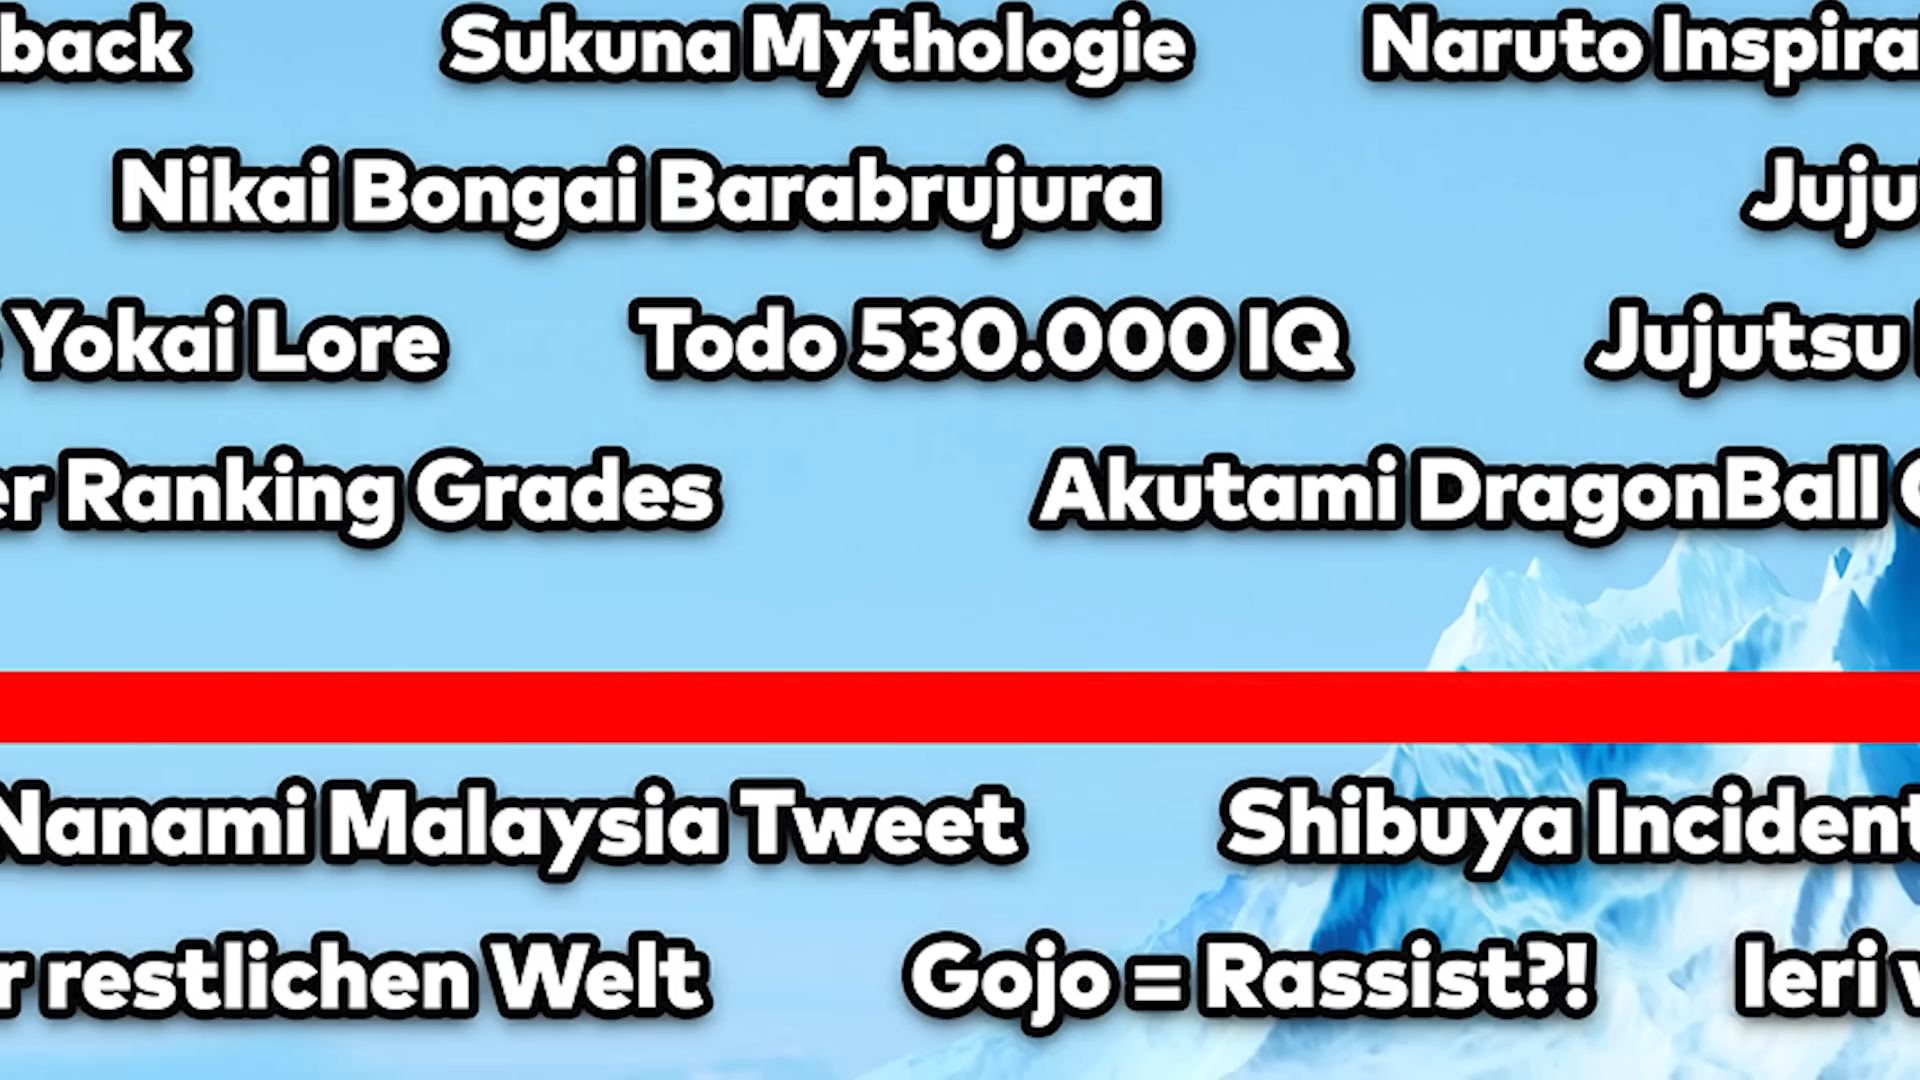 back Sukuna Mythologie Naruto Inspira
Nikai Bongai Barabrujura Juju
Yokai Lore Todo 530.000 IQ Jujutsu
er Ranking Grades Akutami DragonBall
Nanami Malaysia Tweet Shibuya Incident
r restlichen Welt Gojo = Rassist?! Ieri